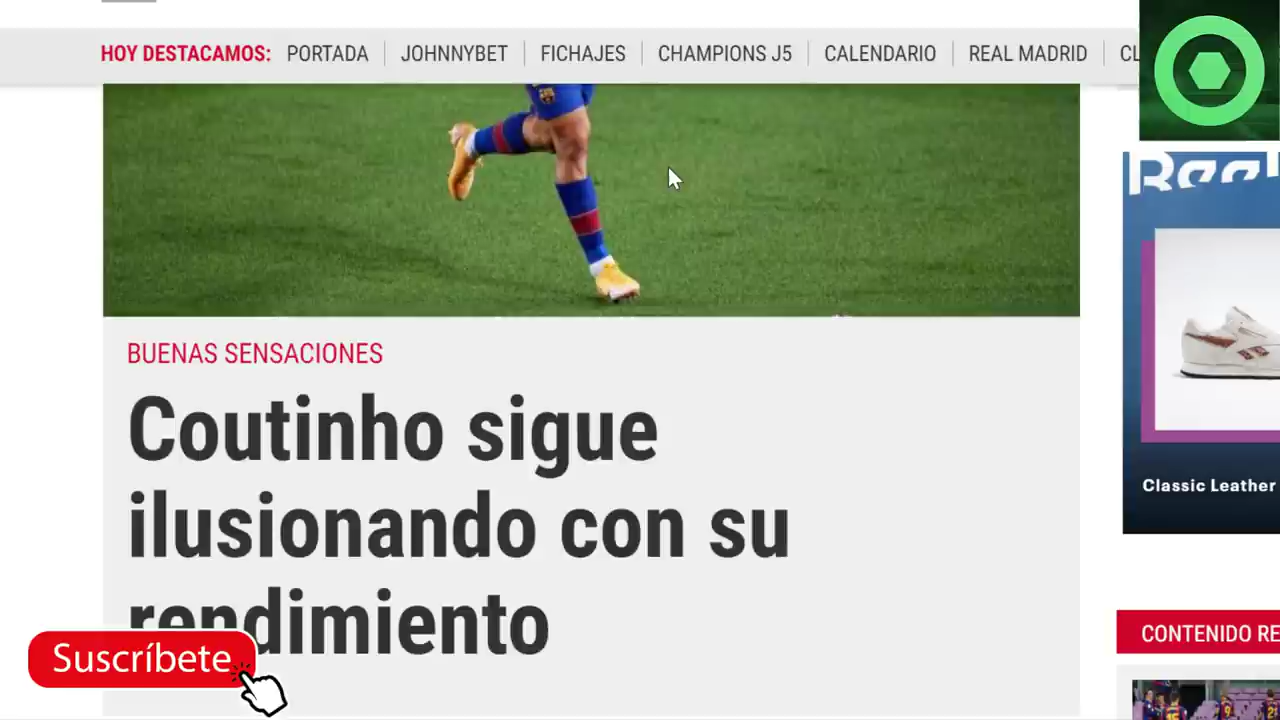 HOY DESTACAMOS: PORTADA JOHNNYBET FICHAJES CHAMPIONS J5 CALENDARIO REAL MADRID
BUENAS SENSACIONES
Coutinho sigue
ilusionando con su
rendimiento
Suscríbete
Classic Leather
CONTENIDO